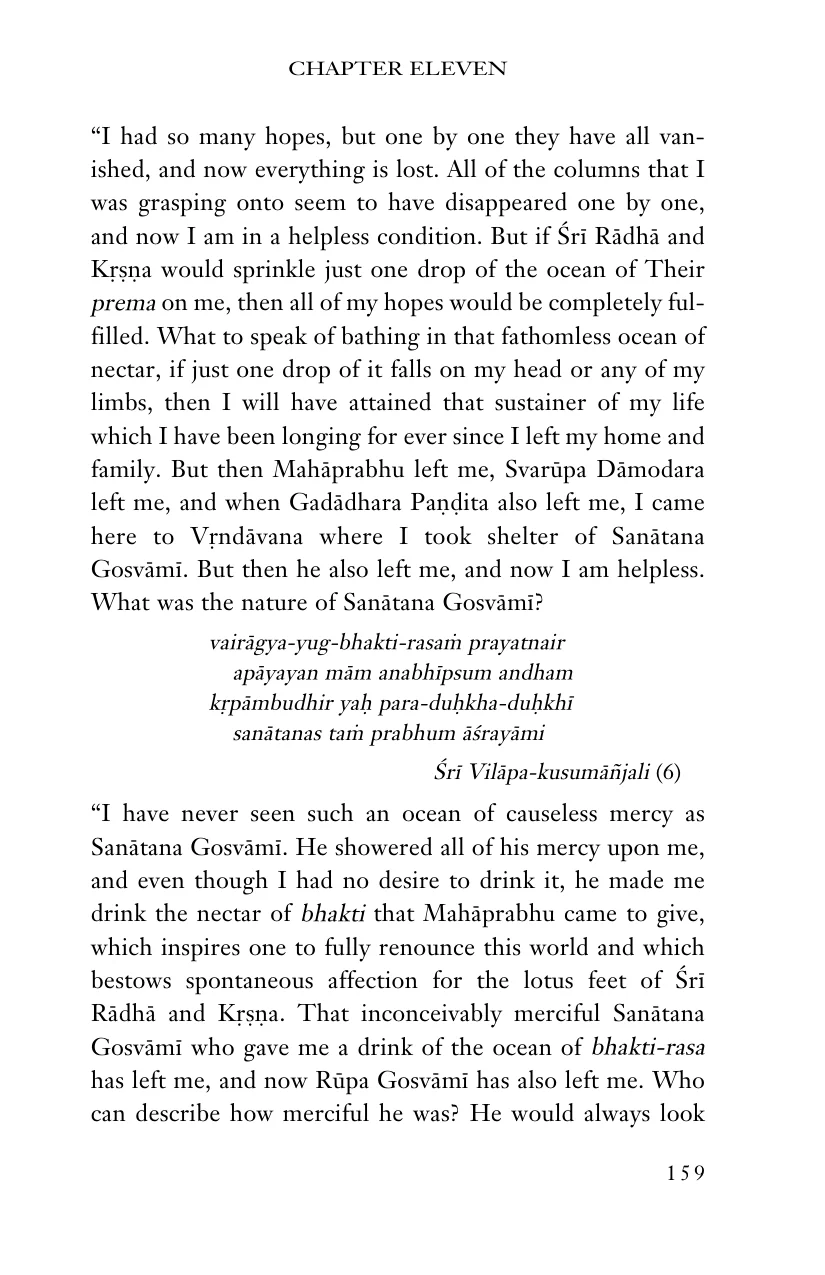 CHAPTER ELEVEN
“I had so many hopes, but one by one they have all van-
ished, and now everything is lost. All of the columns that I
was grasping onto seem to have disappeared one by one,
and now I am in a helpless condition. But if Śrī Rādhā and
Kṛṣṇa would sprinkle just one drop of the ocean of Their
prema on me, then all of my hopes would be completely ful-
filled. What to speak of bathing in that fathomless ocean of
nectar, if just one drop of it falls on my head or any of my
limbs, then I will have attained that sustainer of my life
which I have been longing for ever since I left my home and
family. But then Mahāprabhu left me, Svarūpa Dāmodara
left me, and when Gadādhara Paṇḍita also left me, I came
here to Vṛndāvana where I took shelter of Sanātana
Gosvāmī. But then he also left me, and now I am helpless.
What was the nature of Sanātana Gosvāmī?
vairāgya-yug-bhakti-rasaṁ prayatnair
apāyayan mām anabhīpsum andham
kṛpāmbudhir yaḥ para-duḥkha-duḥkhī
sanātanas taṁ prabhum āśrayāmi
Śrī Vilāpa-kusumāñjali (6)
“I have never seen such an ocean of causeless mercy as
Sanātana Gosvāmī. He showered all of his mercy upon me,
and even though I had no desire to drink it, he made me
drink the nectar of bhakti that Mahāprabhu came to give,
which inspires one to fully renounce this world and which
bestows spontaneous affection for the lotus feet of Śrī
Rādhā and Kṛṣṇa. That inconceivably merciful Sanātana
Gosvāmī who gave me a drink of the ocean of bhakti-rasa
has left me, and now Rūpa Gosvāmī has also left me. Who
can describe how merciful he was? He would always look
159